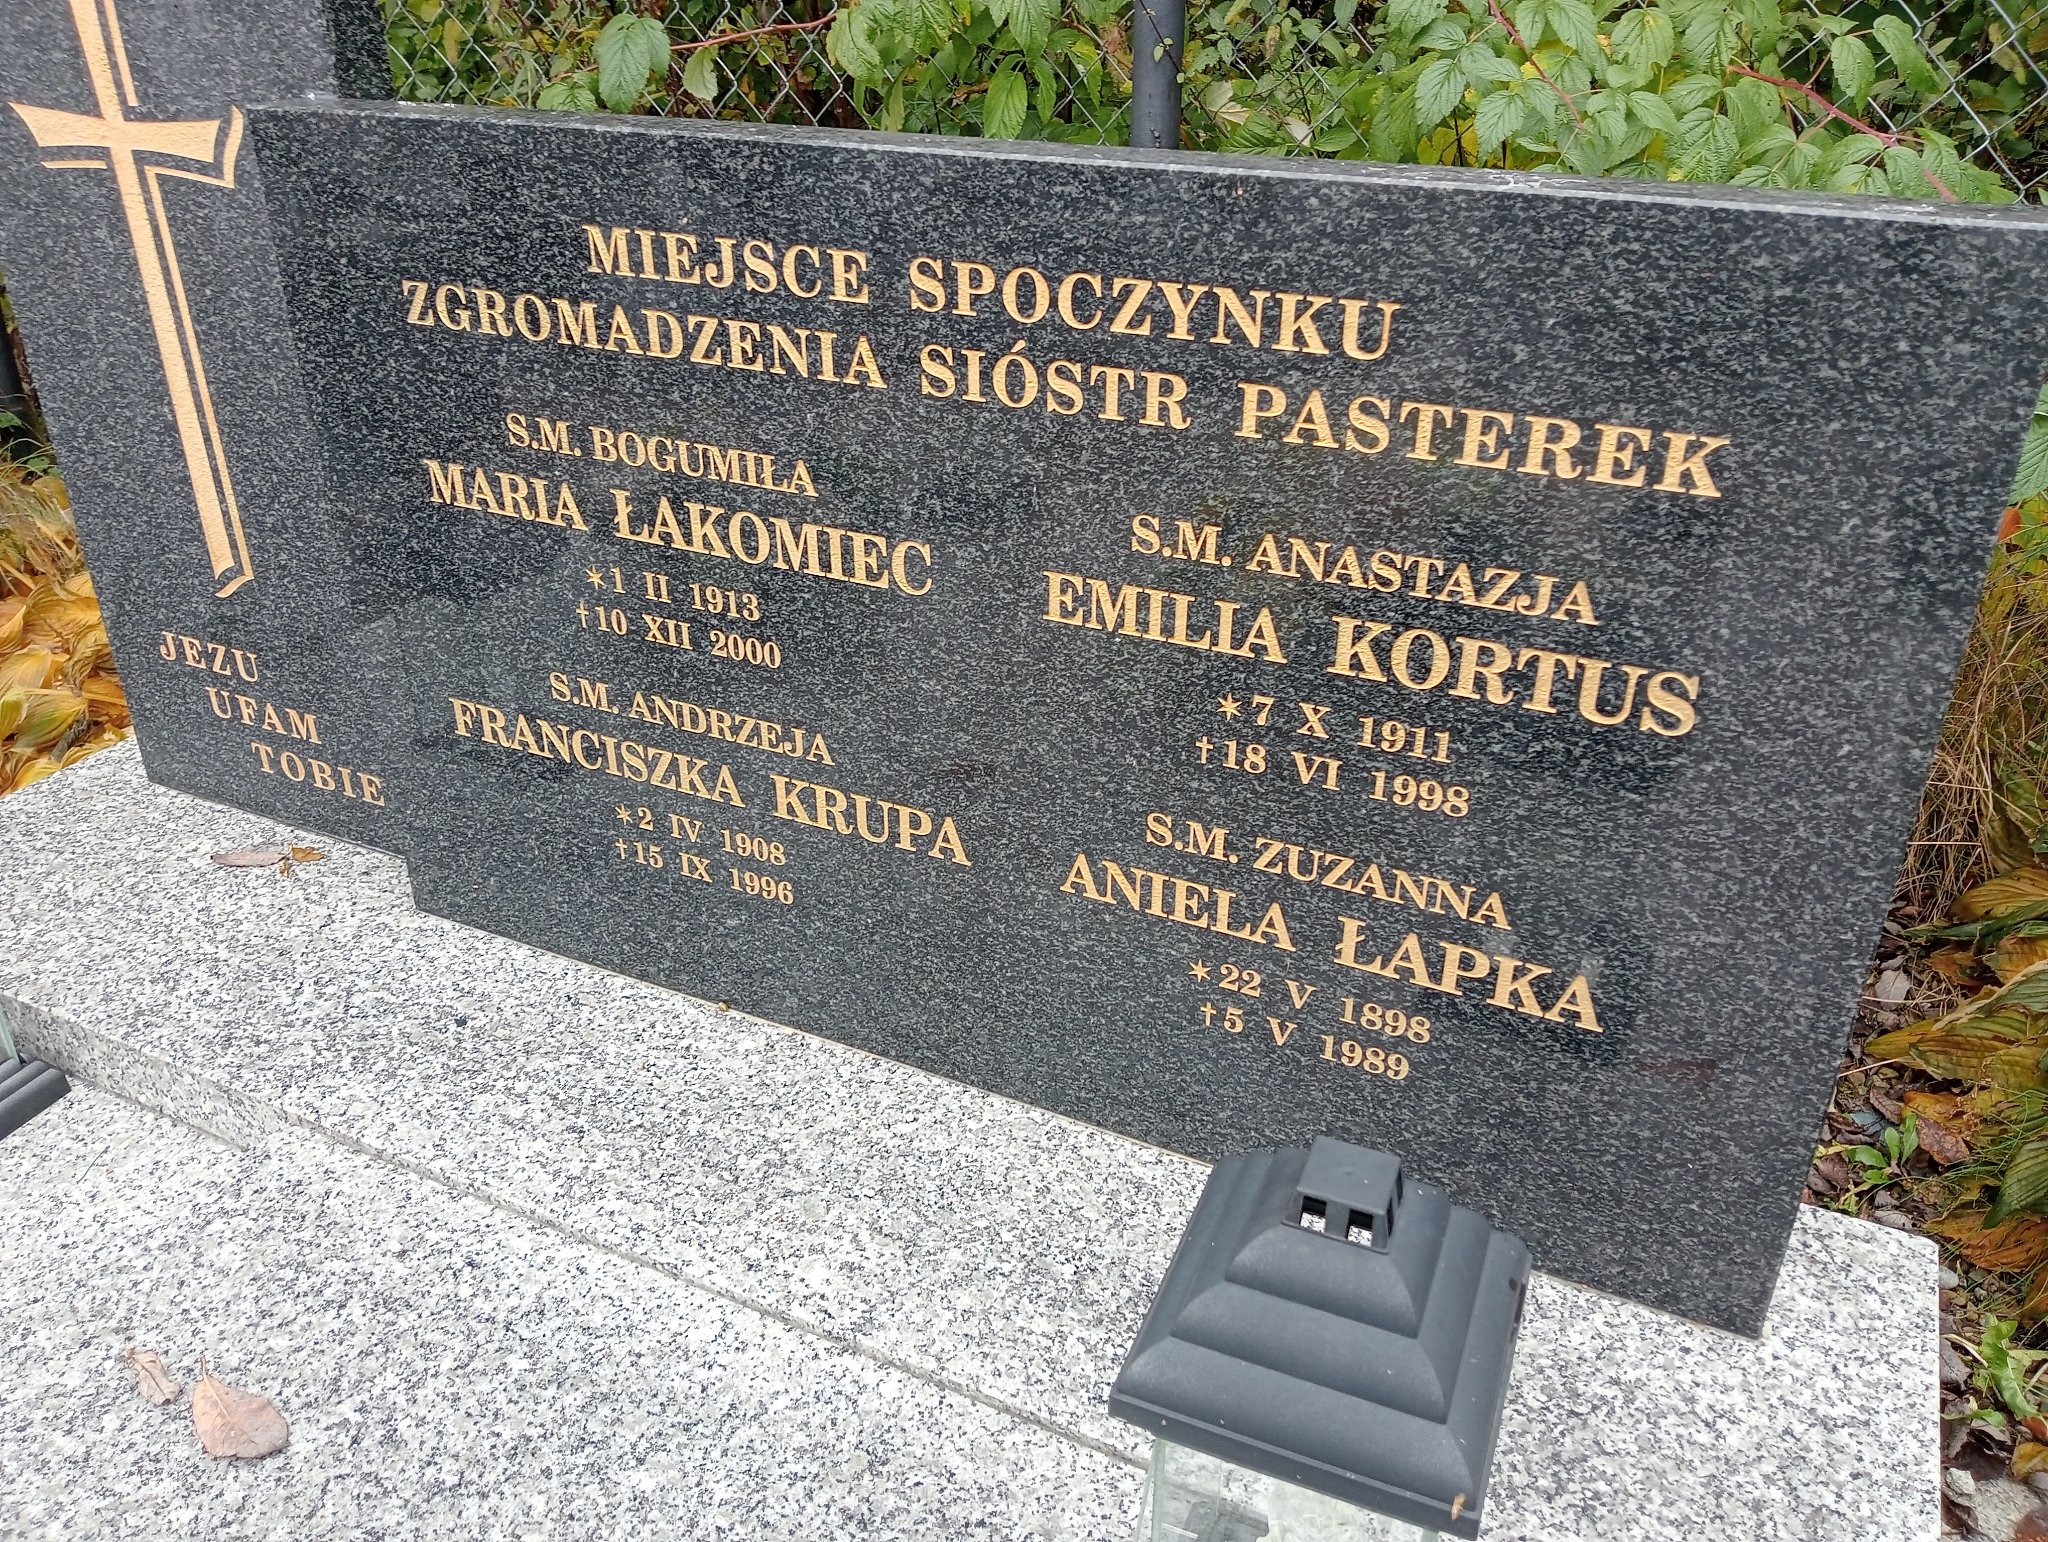 MIEJSCE SPOCZYNKU
ZGROMADZENIA SIÓSTR PASTEREK
S.M. BOGUMIŁA
MARIA ŁAKOMIEC
*1 II 1913
†10 XII 2000
S.M. ANDRZEJA
FRANCISZKA KRUPA
*2 IV 1908
†15 IX 1996
S.M. ANASTAZJA
EMILIA KORTUS
*7 X 1911
†18 VI 1998
S.M. ZUZANNA
ANIELA ŁAPKA
*22 V 1898
†5 V 1989
JEZU
UFAM
TOBIE